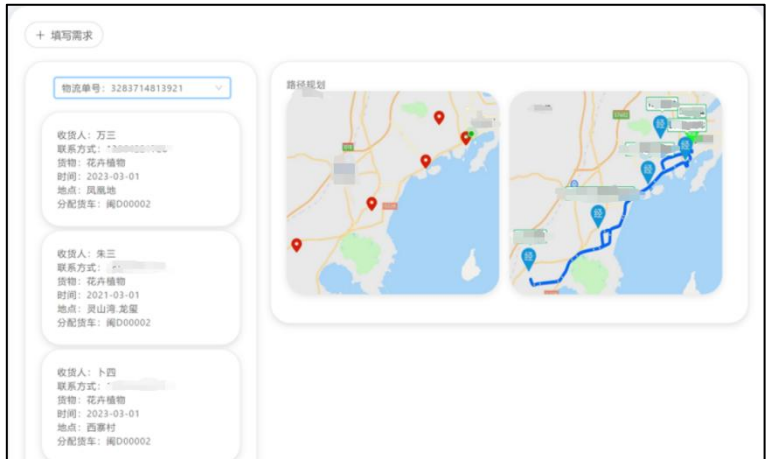 + 填写需求
物流单号：3283714813921
收货人：万三
联系方式：
货物：花卉植物
时间：2023-03-01
地点：凤凰地
分配货车：闽D00002
收货人：朱三
联系方式：
货物：花卉植物
时间：2021-03-01
地点：灵山湾.龙玺
分配货车：闽D00002
收货人：卜四
联系方式：
货物：花卉植物
时间：2023-03-01
地点：西寨村
分配货车：闽D00002
路径规划
经
经
经
经
经